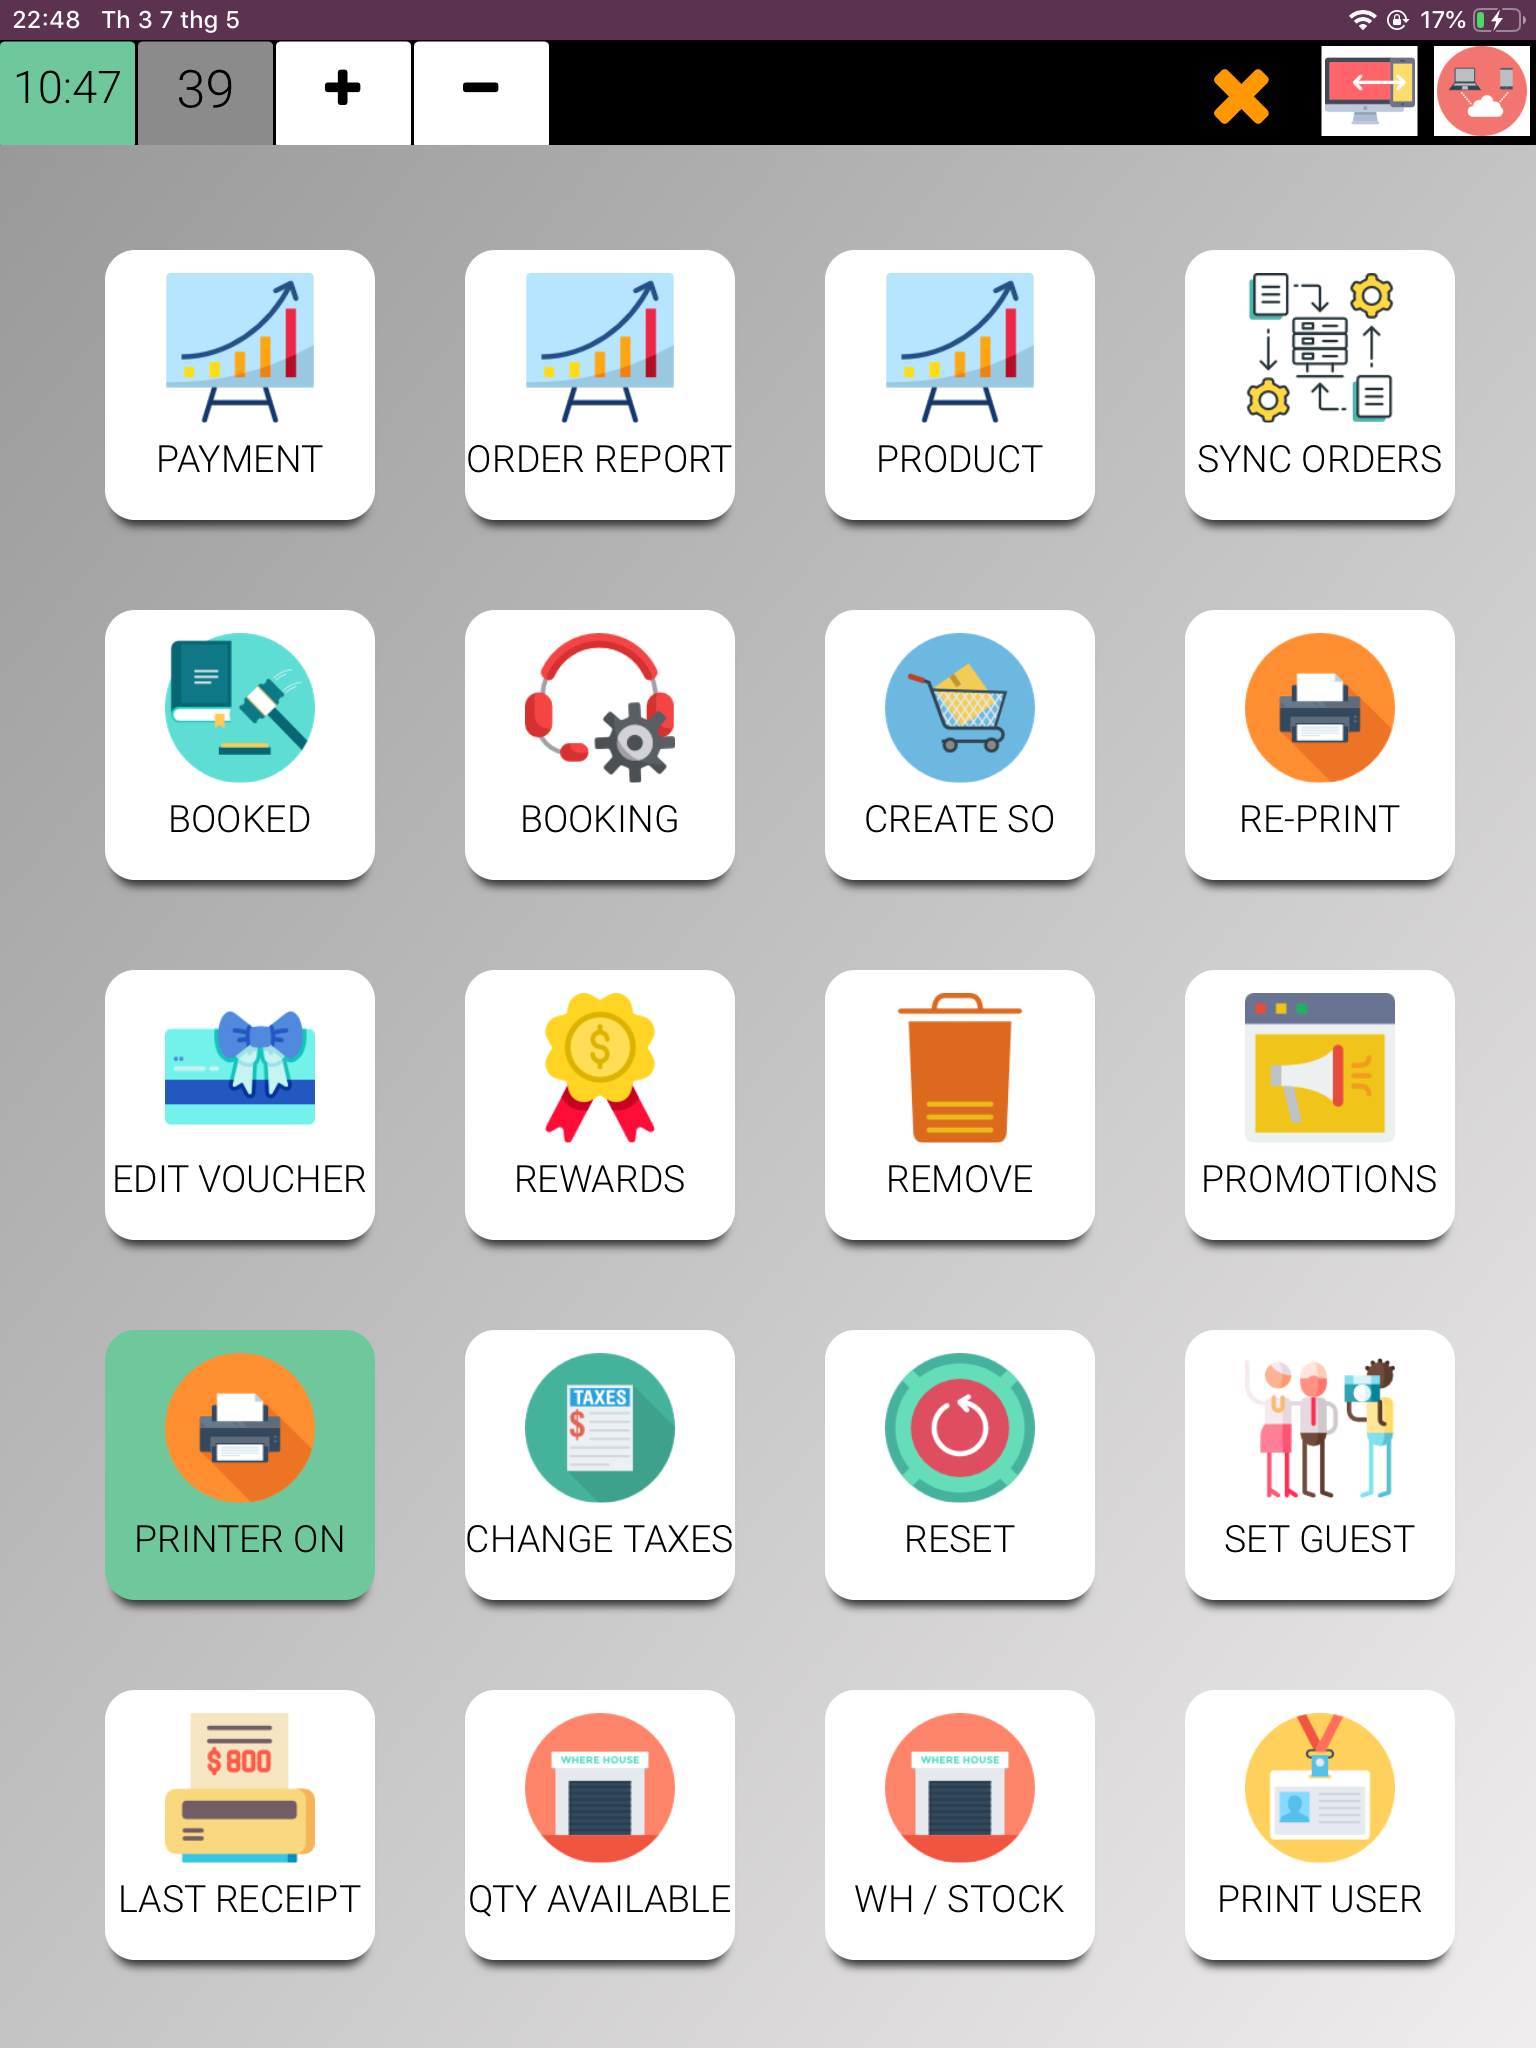 22:48 Th 3 7 thg 5 17%
10:47 39
PAYMENT ORDER REPORT PRODUCT SYNC ORDERS
BOOKED BOOKING CREATE SO RE-PRINT
EDIT VOUCHER $ REWARDS REMOVE PROMOTIONS
TAXES
$
PRINTER ON CHANGE TAXES RESET SET GUEST
$ 800 WHERE HOUSE WHERE HOUSE
LAST RECEIPT QTY AVAILABLE WH / STOCK PRINT USER